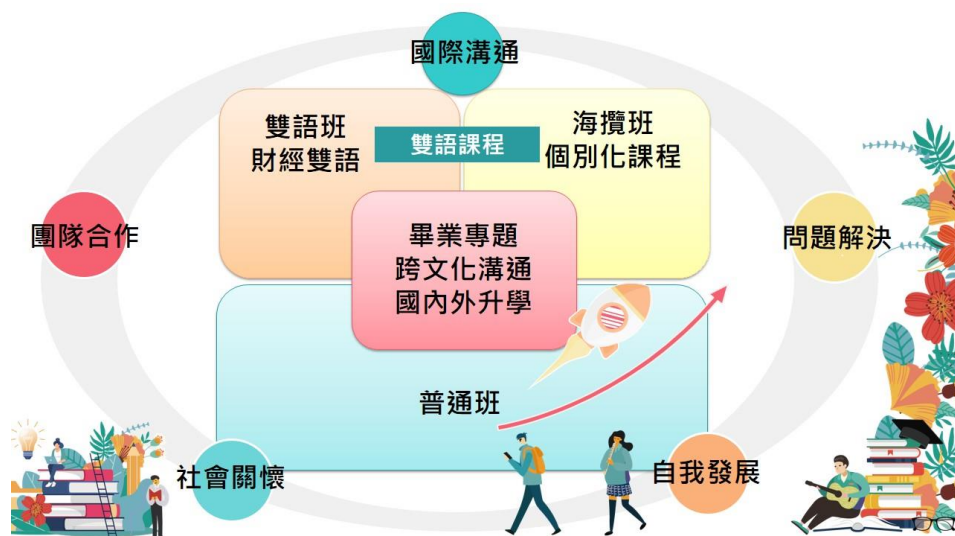 國際溝通
雙語班
財經雙語
雙語課程
海攬班
個別化課程
團隊合作
問題解決
畢業專題
跨文化溝通
國內外升學
普通班
社會關懷
自我發展